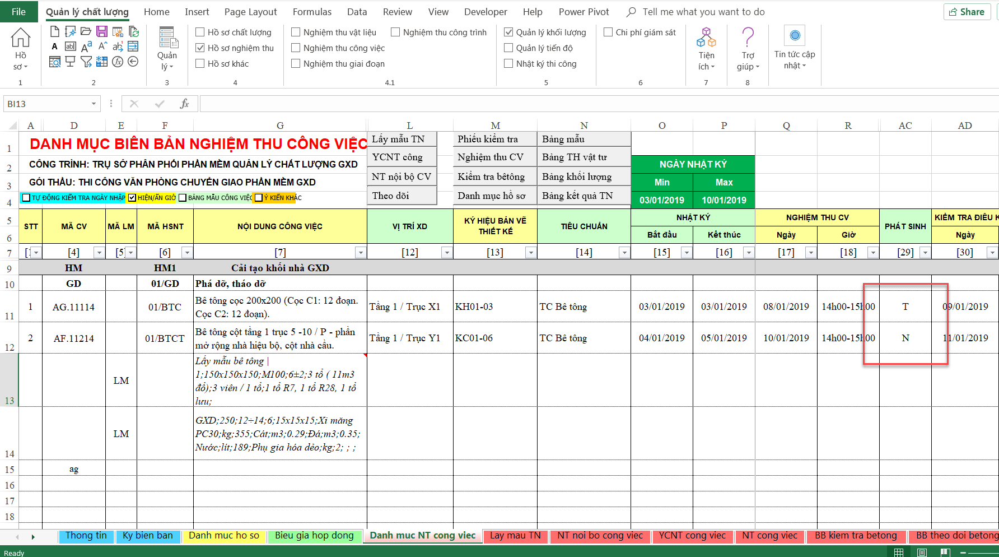 File Quản lý chất lượng Home Insert Page Layout Formulas Data Review View Developer Help Power Pivot Tell me what you want to do Share
Hồ sơ
1
2
Quản lý
3
Hồ sơ chất lượng
Hồ sơ nghiệm thu
Hồ sơ khác
4
Nghiệm thu vật liệu Nghiệm thu công trình
Nghiệm thu công việc
Nghiệm thu giai đoạn
4.1
Quản lý khối lượng
Quản lý tiến độ
Nhật ký thi công
5
Chi phí giám sát
6
Tiện ích
7
Trợ giúp
8
Tin tức cập nhật
BI13 fx
A D E F G L M N O P Q R AC AD
1 DANH MỤC BIÊN BẢN NGHIỆM THU CÔNG VIỆC Lấy mẫu TN Phiếu kiểm tra Bảng mẫu
2 CÔNG TRÌNH: TRỤ SỞ PHÂN PHỐI PHẦN MỀM QUẢN LÝ CHẤT LƯỢNG GXD YCNT công Nghiệm thu CV Bảng TH vật tư NGÀY NHẬT KÝ
3 GÓI THẦU: THI CÔNG VĂN PHÒNG CHUYỂN GIAO PHẦN MỀM GXD NT nội bộ CV Kiểm tra bêtông Bảng khối lượng Min Max
4 TỰ ĐỘNG KIỂM TRA NGÀY NHẬP HIỆN/ẨN GIỜ BẢNG MẪU CÔNG VIỆC Ý KIẾN KHÁC Theo dõi Danh mục hồ sơ Bảng kết quả TN 03/01/2019 10/01/2019
5 STT MÃ CV MÃ LM MÃ HSNT NỘI DUNG CÔNG VIỆC VỊ TRÍ XD KÝ HIỆU BẢN VẼ THIẾT KẾ TIÊU CHUẨN NHẬT KÝ NGHIỆM THU CV PHÁT SINH KIỂM TRA ĐIỀU K
6 Bắt đầu Kết thúc Ngày Giờ Ngày
7 [4] [5] [6] [7] [12] [13] [14] [15] [16] [17] [18] [29] [30]
9 HM HM1 Cải tạo khối nhà GXD
10 GD 01/GD Phá dỡ, tháo dỡ
11 1 AG.11114 01/BTC Bê tông cọc 200x200 (Cọc C1: 12 đoạn. Cọc C2: 12 đoạn). Tầng 1 / Trục X1 KH01-03 TC Bê tông 03/01/2019 03/01/2019 08/01/2019 14h00-15h00 T 09/01/2019
12 2 AF.11214 01/BTCT Bê tông cột tầng 1 trục 5 -10 / P - phần mở rộng nhà hiệu bộ, cột nhà cầu. Tầng 1 / Trục Y1 KC01-06 TC Bê tông 04/01/2019 05/01/2019 10/01/2019 14h00-15h00 N 11/01/2019
13 LM Lấy mẫu bê tông |
1;150x150x150;M100;6±2;3 tổ ( 11m3
đổ);3 viên / 1 tổ;1 tổ R7, 1 tổ R28, 1 tổ
lưu;
14 LM GXD;250;12÷14;6;15x15x15;Xi măng
PC30;kg;355;Cát;m3;0.29;Đá;m3;0.35;
Nước;lít;189;Phụ gia hóa dẻo;kg;2; ; ;
15 ag
16
17
18
Thong tin Ky bien ban Danh muc ho so Bieu gia hop dong Danh muc NT cong viec Lay mau TN NT noi bo cong viec YCNT cong viec NT cong viec BB kiem tra betong BB theo doi betong
Ready